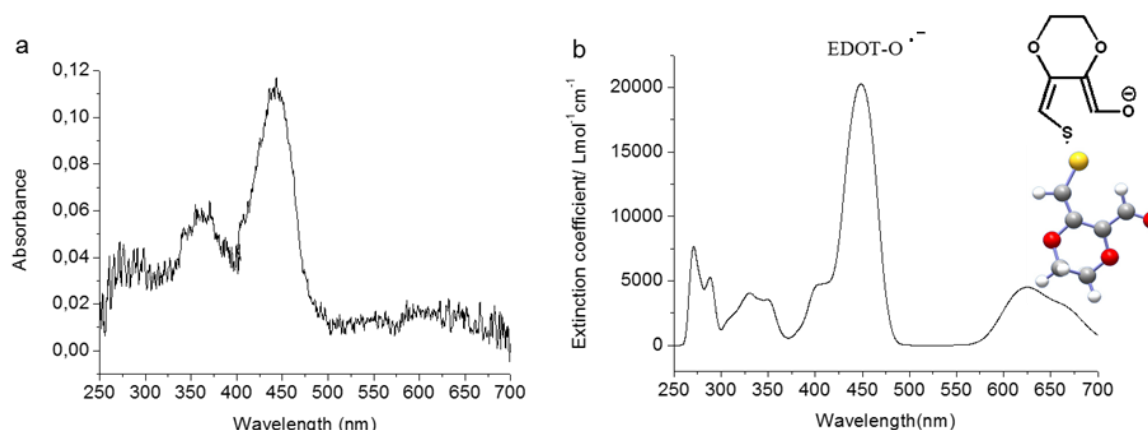 a
0,12
0,10
0,08
0,06
0,04
0,02
0,00
Absorbance
250 300 350 400 450 500 550 600 650 700
Wavelength (nm)
b
EDOT-O ˙⁻
20000
15000
10000
5000
0
Extinction coefficient/ Lmol⁻¹cm⁻¹
250 300 350 400 450 500 550 600 650 700
Wavelength(nm)
O O
⊖
O
S